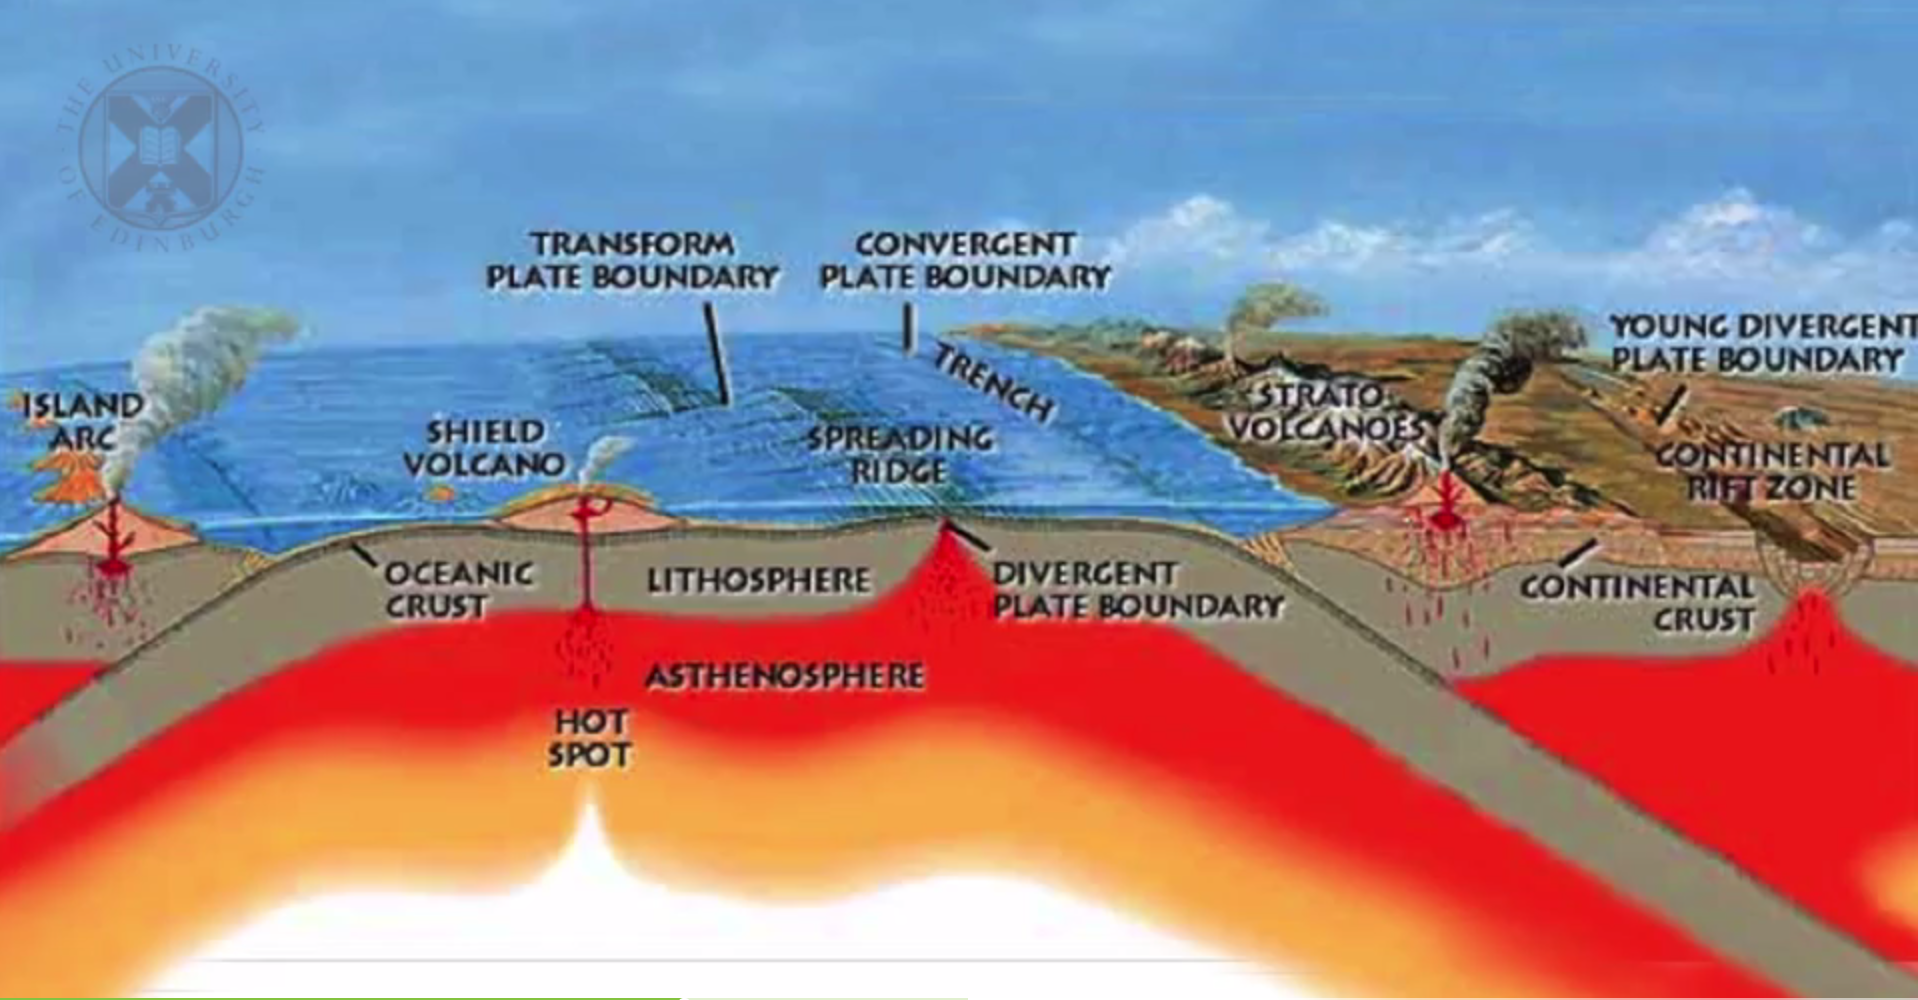 THE UNIVERSITY
OF EDINBURGH
TRANSFORM
PLATE BOUNDARY
CONVERGENT
PLATE BOUNDARY
YOUNG DIVERGENT
PLATE BOUNDARY
TRENCH
ISLAND
ARC
SHIELD
VOLCANO
SPREADING
RIDGE
STRATO
VOLCANOES
CONTINENTAL
RIFT ZONE
OCEANIC
CRUST
LITHOSPHERE
DIVERGENT
PLATE BOUNDARY
CONTINENTAL
CRUST
ASTHENOSPHERE
HOT
SPOT